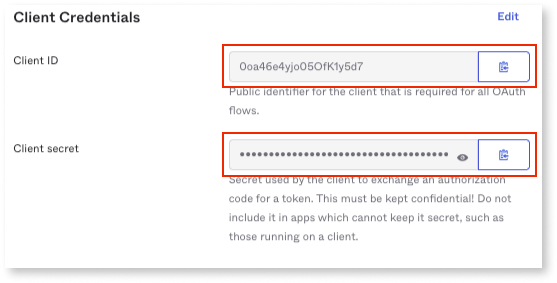 Client Credentials Edit
Client ID 0oa46e4yjo05OfK1y5d7
Public identifier for the client that is required for all OAuth
flows.
Client secret ••••••••••••••••••••••••••••••••••••
Secret used by the client to exchange an authorization
code for a token. This must be kept confidential! Do not
include it in apps which cannot keep it secret, such as
those running on a client.